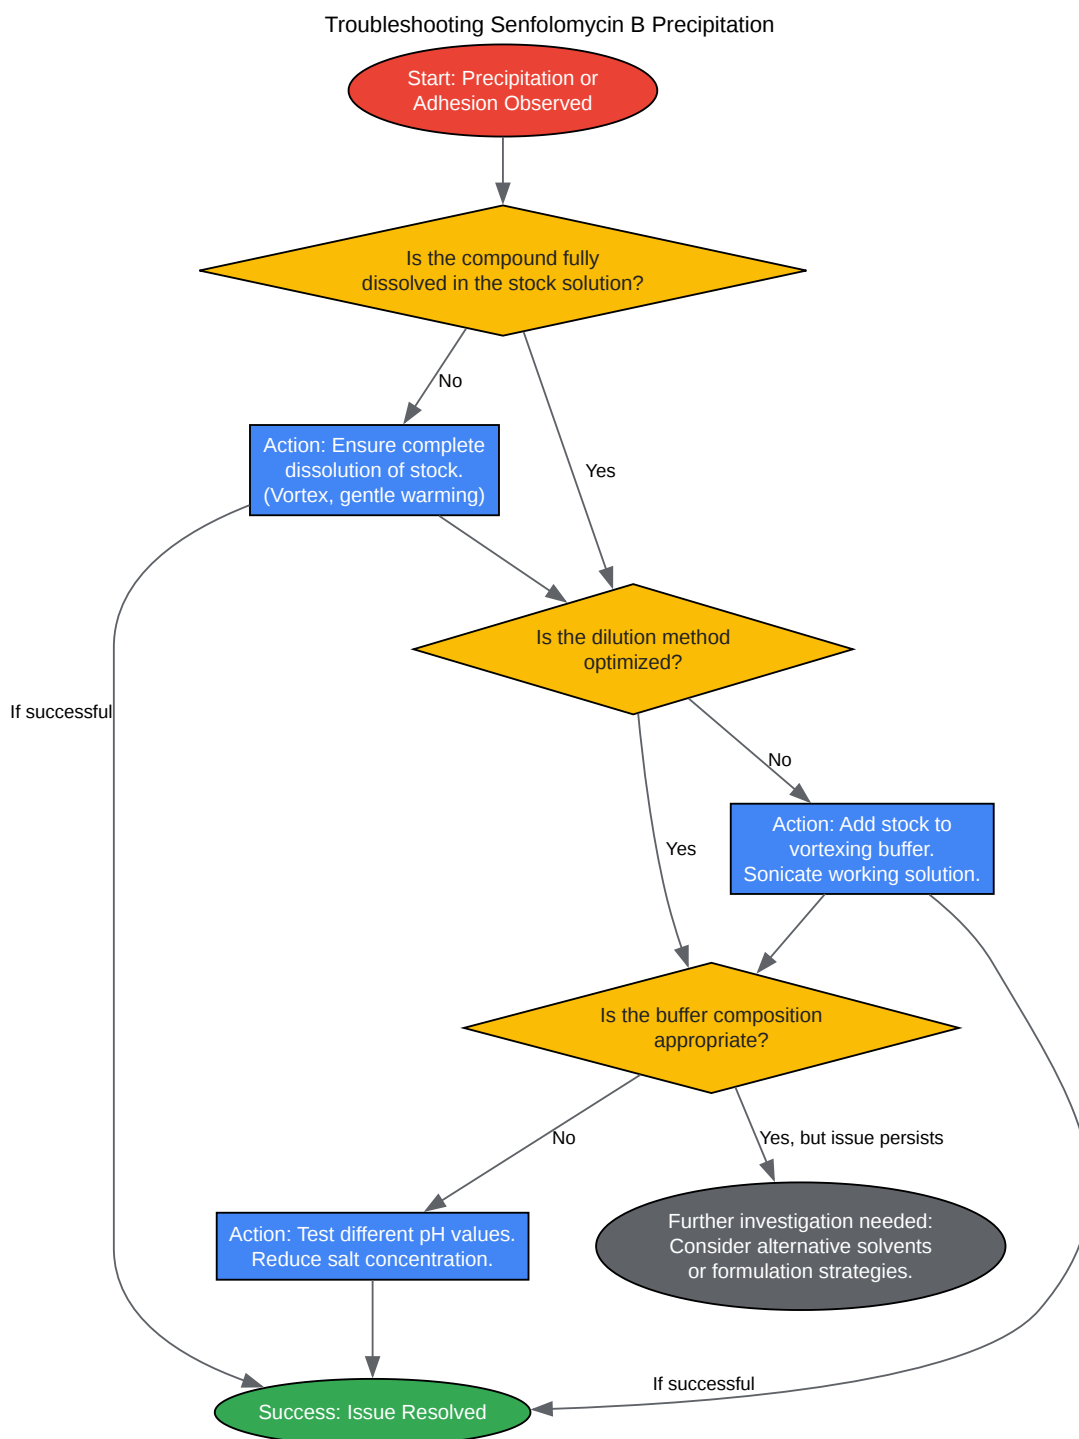 Troubleshooting Senfolomycin B Precipitation
Start: Precipitation or
Adhesion Observed
Is the compound fully
dissolved in the stock solution?
No
Action: Ensure complete
dissolution of stock.
(Vortex, gentle warming)
Yes
Is the dilution method
optimized?
If successful
No
Action: Add stock to
vortexing buffer.
Sonicate working solution.
Yes
Is the buffer composition
appropriate?
No
Yes, but issue persists
Action: Test different pH values.
Reduce salt concentration.
Further investigation needed:
Consider alternative solvents
or formulation strategies.
If successful
Success: Issue Resolved